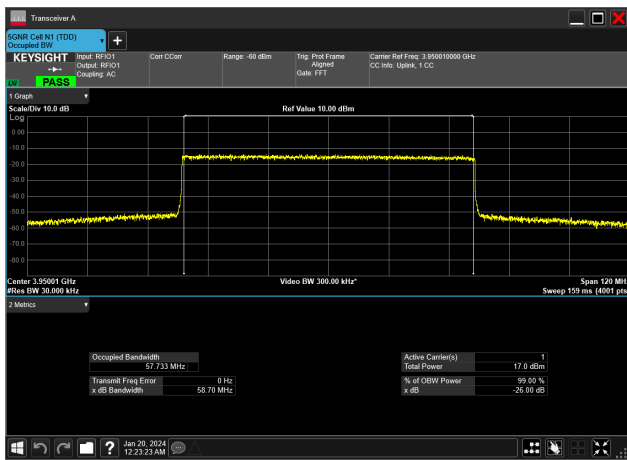 Transceiver A
5GNR Cell N1 (TDD)
Occupied BW
KEYSIGHT
LVI
PASS
Input: RFIO1
Output: RFIO1
Coupling: AC
Corr CCorr
Range: -60 dBm
Trig: Prot Frame
Aligned
Gate: FFT
Carrier Ref Freq: 3.950010000 GHz
CC Info: Uplink, 1 CC
1 Graph
Scale/Div 10.0 dB
Ref Value 10.00 dBm
Log
0.00
-10.0
-20.0
-30.0
-40.0
-50.0
-60.0
-70.0
-80.0
Center 3.95001 GHz
Video BW 300.00 kHz*
Span 120 MH
#Res BW 30.000 kHz
Sweep 159 ms (4001 pts
2 Metrics
Occupied Bandwidth
57.733 MHz
Transmit Freq Error 0 Hz
x dB Bandwidth 58.70 MHz
Active Carrier(s) 1
Total Power 17.0 dBm
% of OBW Power 99.00 %
x dB -26.00 dB
Jan 20, 2024
12:23:23 AM